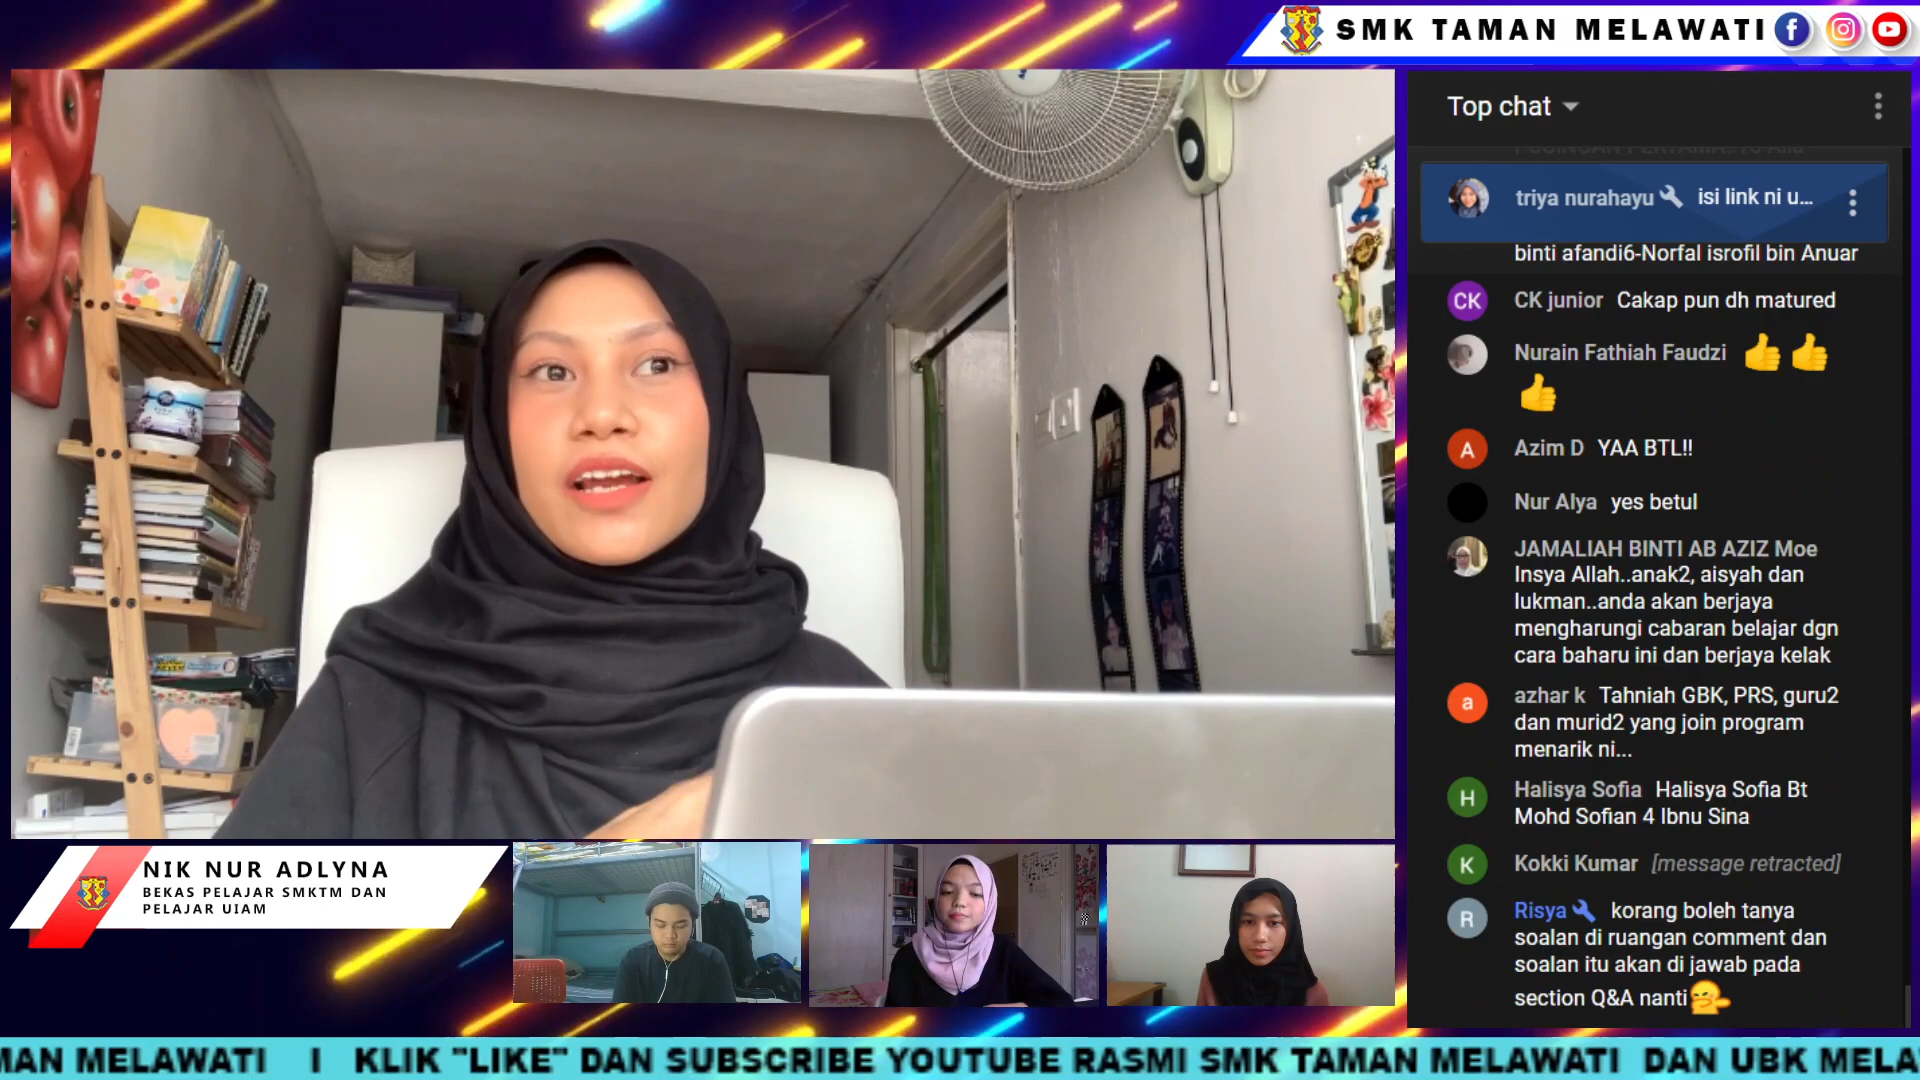 SMK TAMAN MELAWATI
Top chat
triya nurahayu isi link ni u...
binti afandi6-Norfal isrofil bin Anuar
CK
CK junior Cakap pun dh matured
Nurain Fathiah Faudzi 👍 👍
👍
A
Azim D YAA BTL!!
Nur Alya yes betul
JAMALIAH BINTI AB AZIZ Moe
Insya Allah..anak2, aisyah dan
lukman..anda akan berjaya
mengharungi cabaran belajar dgn
cara baharu ini dan berjaya kelak
a
azhar k Tahniah GBK, PRS, guru2
dan murid2 yang join program
menarik ni...
H
Halisya Sofia Halisya Sofia Bt
Mohd Sofian 4 Ibnu Sina
K
Kokki Kumar [message retracted]
R
Risya korang boleh tanya
soalan di ruangan comment dan
soalan itu akan di jawab pada
section Q&A nanti
NIK NUR ADLYNA
BEKAS PELAJAR SMKTM DAN
PELAJAR UIAM
MAN MELAWATI I KLIK "LIKE" DAN SUBSCRIBE YOUTUBE RASMI SMK TAMAN MELAWATI DAN UBK MELA